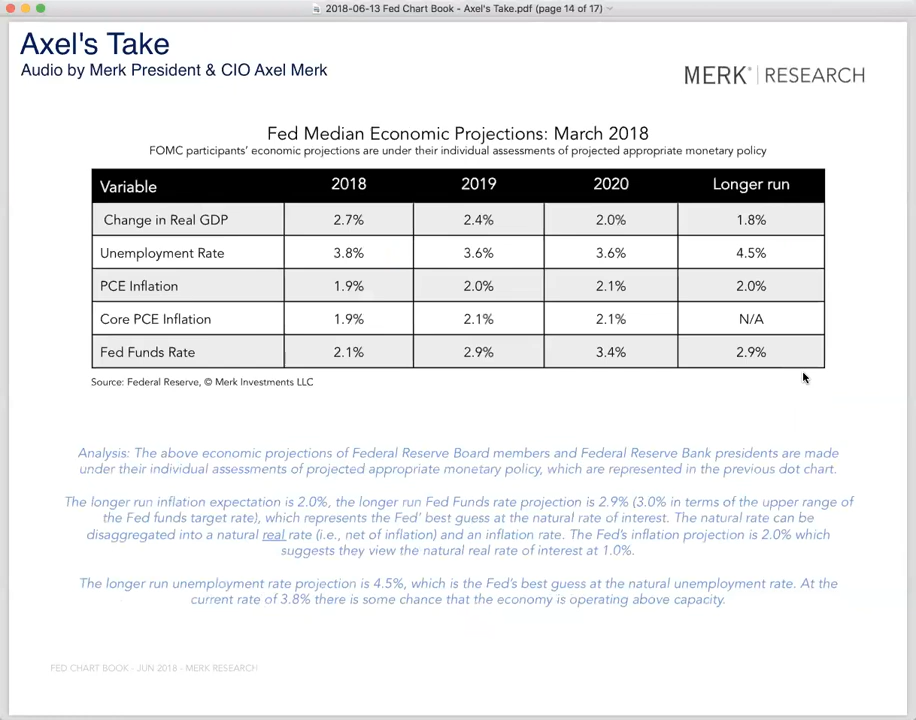 2018-06-13 Fed Chart Book - Axel's Take.pdf (page 14 of 17)
Axel's Take
Audio by Merk President & CIO Axel Merk
MERK® | RESEARCH
Fed Median Economic Projections: March 2018
FOMC participants' economic projections are under their individual assessments of projected appropriate monetary policy
Variable 2018 2019 2020 Longer run
Change in Real GDP 2.7% 2.4% 2.0% 1.8%
Unemployment Rate 3.8% 3.6% 3.6% 4.5%
PCE Inflation 1.9% 2.0% 2.1% 2.0%
Core PCE Inflation 1.9% 2.1% 2.1% N/A
Fed Funds Rate 2.1% 2.9% 3.4% 2.9%
Source: Federal Reserve, © Merk Investments LLC
Analysis: The above economic projections of Federal Reserve Board members and Federal Reserve Bank presidents are made
under their individual assessments of projected appropriate monetary policy, which are represented in the previous dot chart.
The longer run inflation expectation is 2.0%, the longer run Fed Funds rate projection is 2.9% (3.0% in terms of the upper range of
the Fed funds target rate), which represents the Fed' best guess at the natural rate of interest. The natural rate can be
disaggregated into a natural real rate (i.e., net of inflation) and an inflation rate. The Fed's inflation projection is 2.0% which
suggests they view the natural real rate of interest at 1.0%.
The longer run unemployment rate projection is 4.5%, which is the Fed's best guess at the natural unemployment rate. At the
current rate of 3.8% there is some chance that the economy is operating above capacity.
FED CHART BOOK - JUN 2018 - MERK RESEARCH